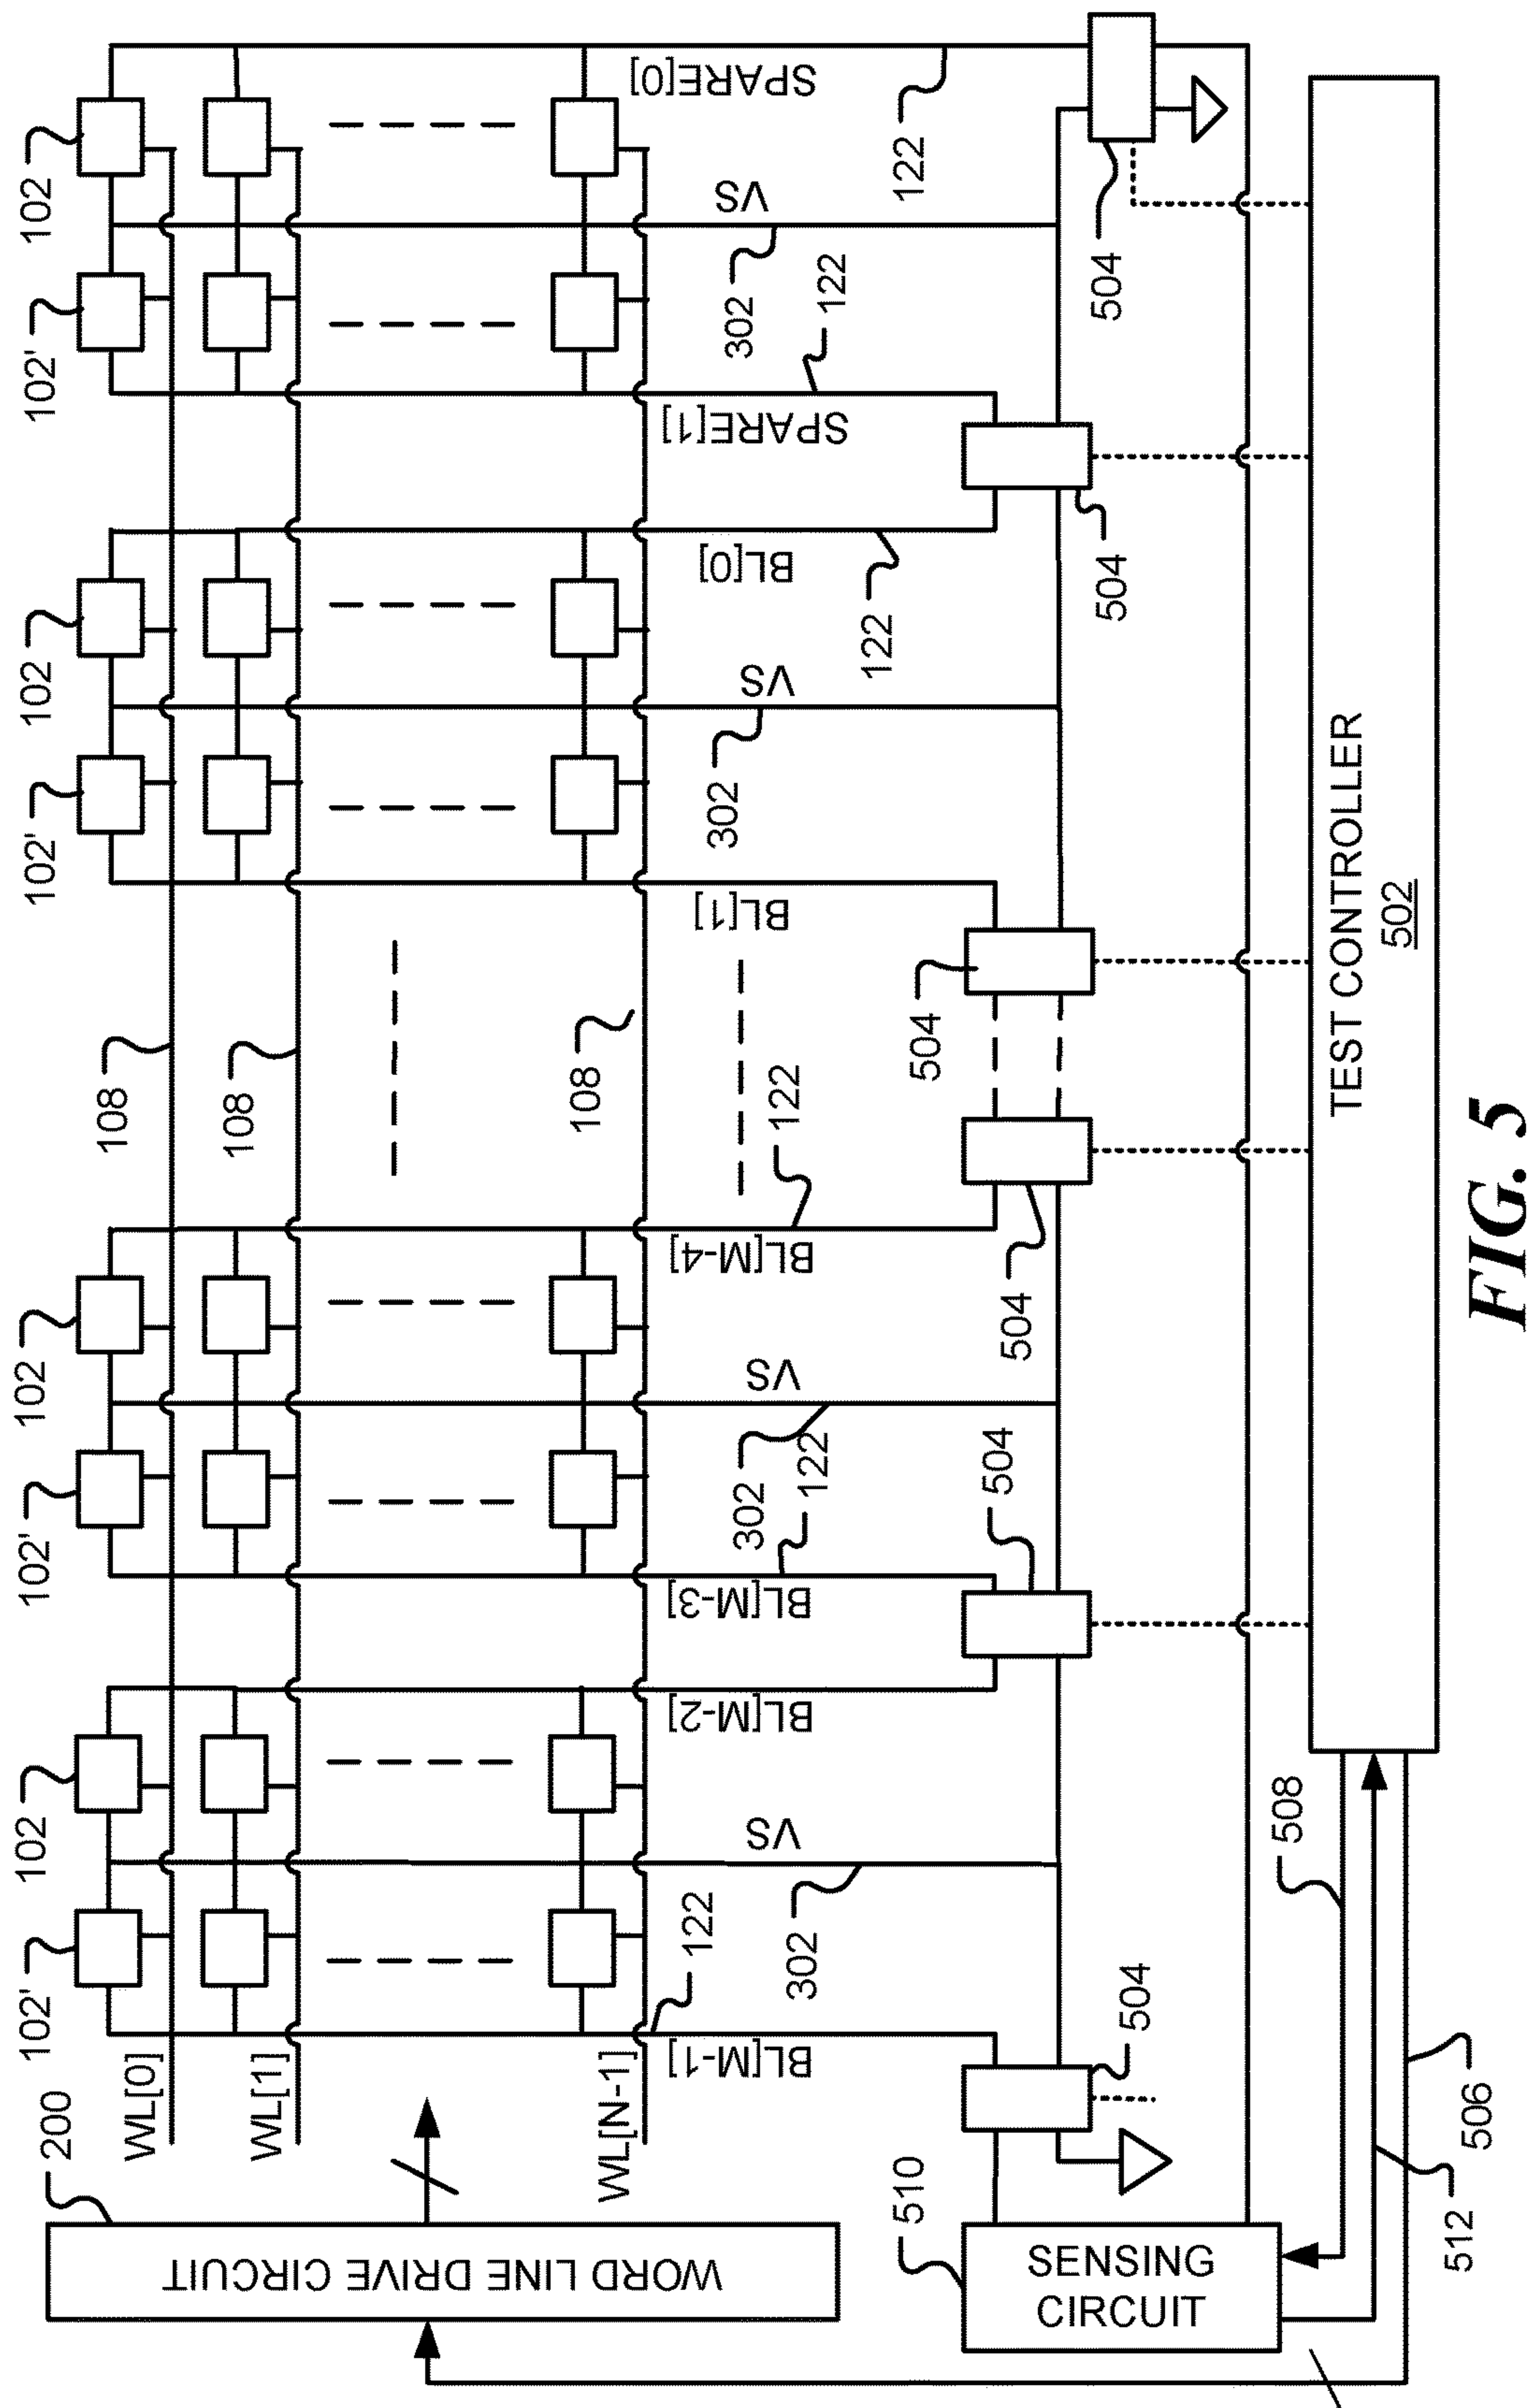 200
102'
102
102'
102
102'
102
102'
102
WL[0]
108
WL[1]
108
WL[N-1]
108
WORD LINE DRIVE CIRCUIT
BL[M-1]
122
VS
302
BL[M-2]
BL[M-3]
122
VS
302
BL[M-4]
122
BL[1]
VS
302
BL[0]
122
SPARE[1]
122
VS
302
SPARE[0]
122
510
504
504
504
504
504
504
SENSING
CIRCUIT
508
512
506
TEST CONTROLLER
502
FIG. 5